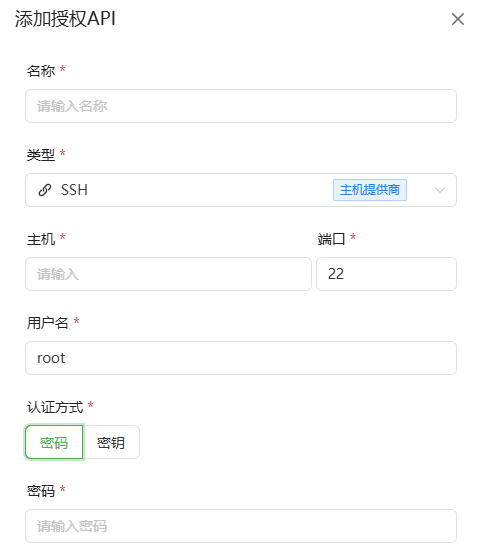 添加授权API
名称 *
请输入名称
类型 *
SSH 主机提供商
主机 * 端口 *
请输入 22
用户名 *
root
认证方式 *
密码 密钥
密码 *
请输入密码